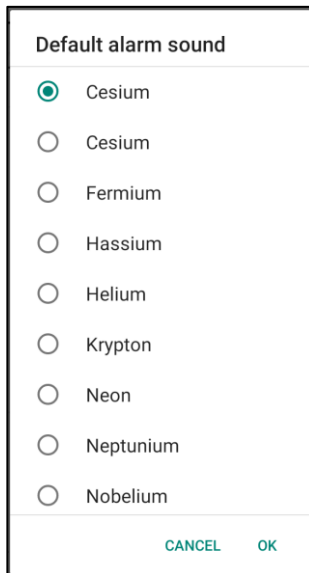 Default alarm sound
Cesium
Cesium
Fermium
Hassium
Helium
Krypton
Neon
Neptunium
Nobelium
CANCEL OK